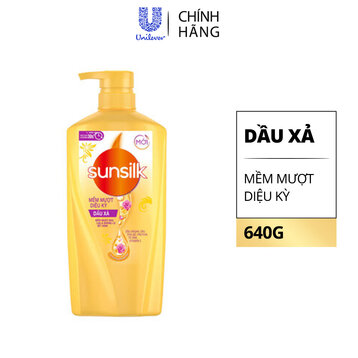 Unilever
CHÍNH
HÃNG
MỚI
sunsilk
MỀM MƯỢT
DIỆU KỲ
DẦU XẢ
DẦU XẢ
MỀM MƯỢT
DIỆU KỲ
640G